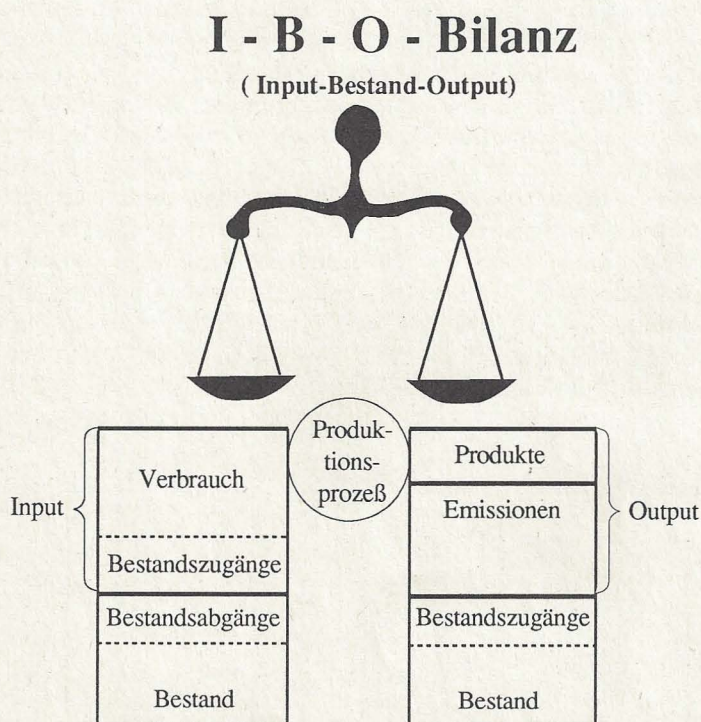 I - B - O - Bilanz
( Input-Bestand-Output)
Produk-
tions-
prozeß
Input
Verbrauch
Bestandszugänge
Bestandsabgänge
Bestand
Produkte
Emissionen
Output
Bestandszugänge
Bestand